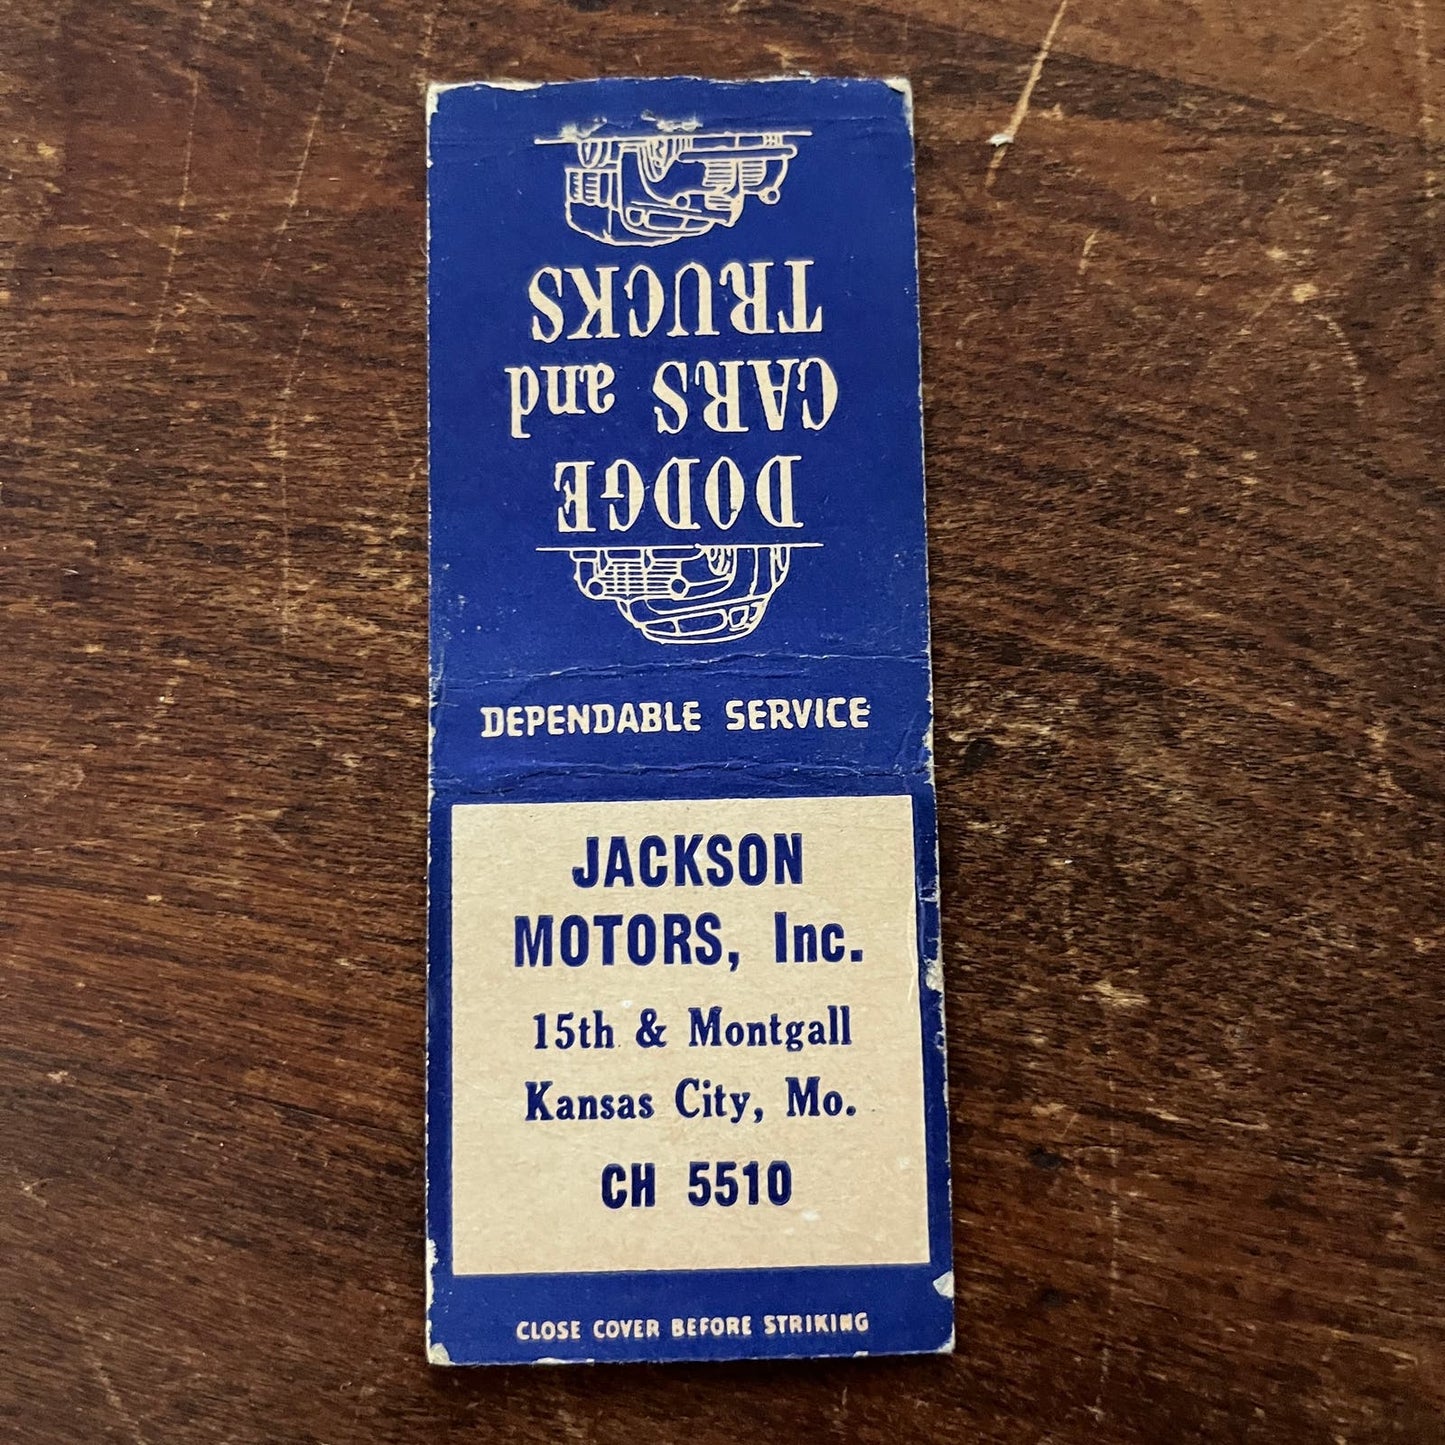 DODGE
CARS and
TRUCKS
DEPENDABLE SERVICE
JACKSON
MOTORS, Inc.
15th & Montgall
Kansas City, Mo.
CH 5510
CLOSE COVER BEFORE STRIKING